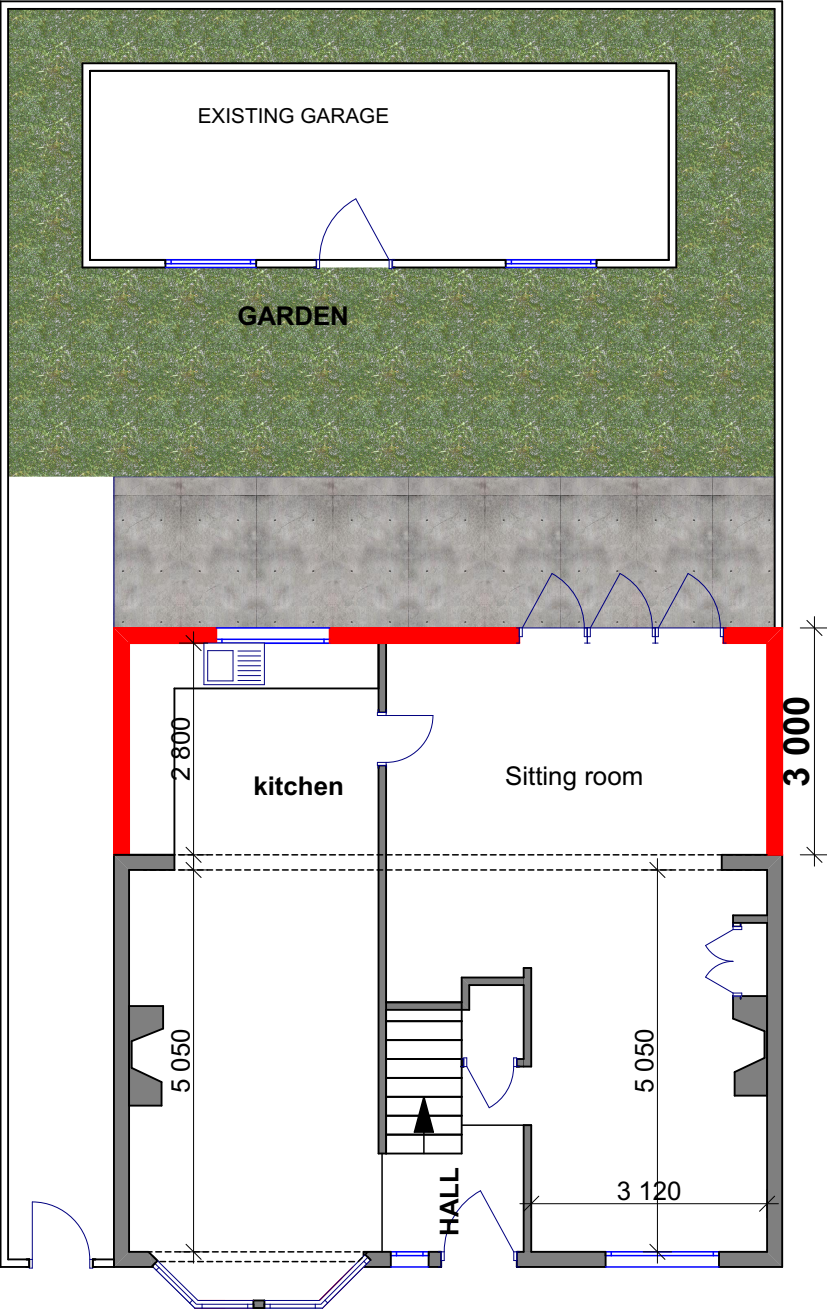 EXISTING GARAGE
GARDEN
2 800
kitchen
Sitting room
3 000
5 050
5 050
3 120
HALL